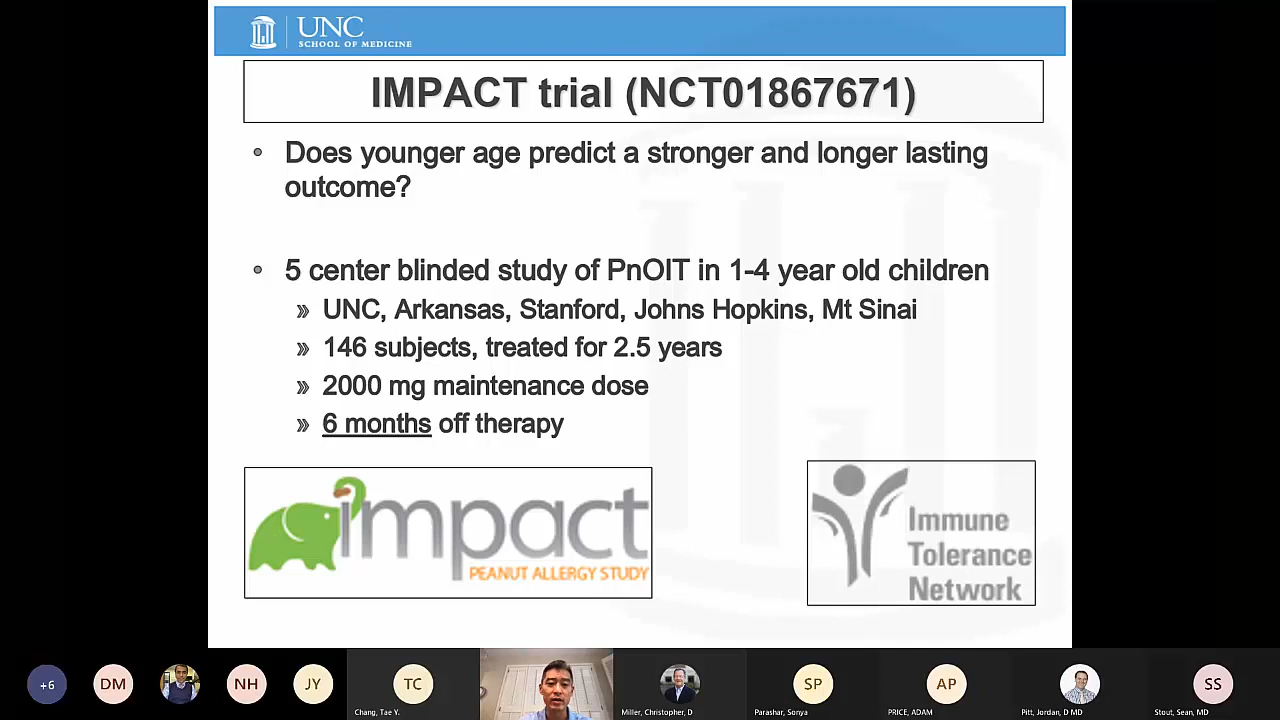 UNC
SCHOOL OF MEDICINE
IMPACT trial (NCT01867671)
• Does younger age predict a stronger and longer lasting
outcome?
• 5 center blinded study of PnOIT in 1-4 year old children
» UNC, Arkansas, Stanford, Johns Hopkins, Mt Sinai
» 146 subjects, treated for 2.5 years
» 2000 mg maintenance dose
» 6 months off therapy
impact
PEANUT ALLERGY STUDY
Immune
Tolerance
Network
+6 DM NH JY TC SP AP SS
Chang, Tae Y. Miller, Christopher, D Parashar, Sonya PRICE, ADAM Pitt, Jordan, D MD Stout, Sean, MD